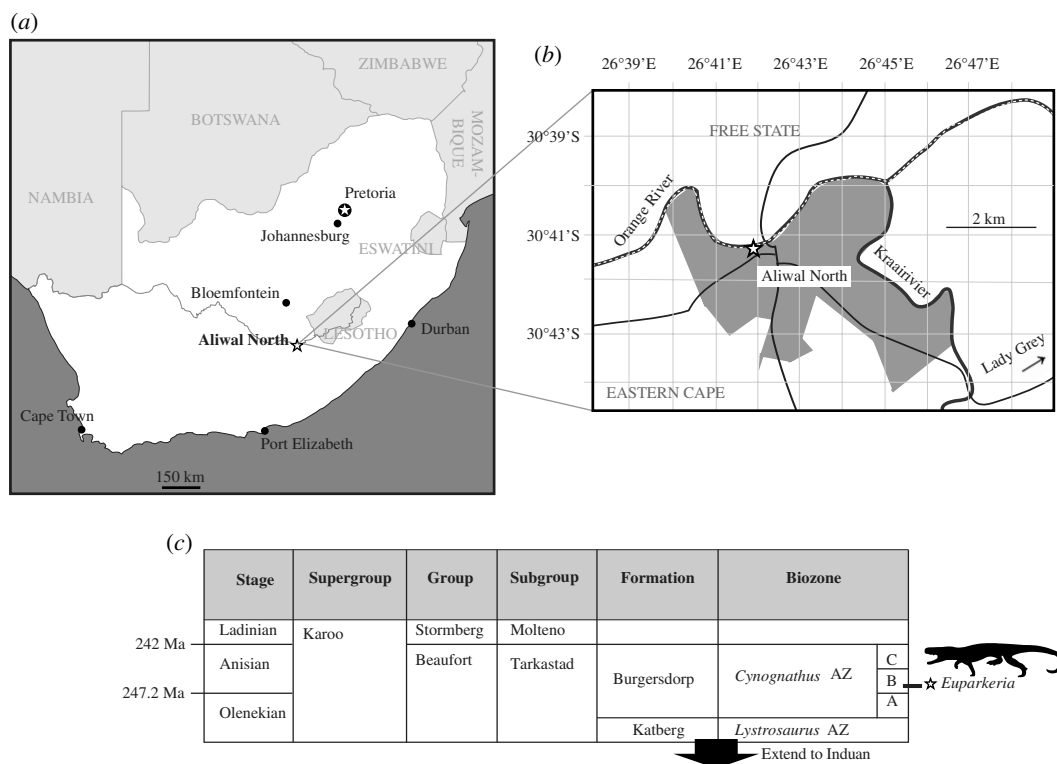 (a)
ZIMBABWE
BOTSWANA
MOZAM-
BIQUE
NAMBIA
Pretoria
Johannesburg
ESWATINI
Bloemfontein
Aliwal North
LESOTHO
Durban
Cape Town
Port Elizabeth
150 km
(b)
26°39’E 26°41’E 26°43’E 26°45’E 26°47’E
30°39’S
FREE STATE
Orange River
2 km
30°41’S
Kraairivier
Aliwal North
30°43’S
Lady Grey
EASTERN CAPE
(c)
Stage Supergroup Group Subgroup Formation Biozone
Ladinian Karoo Stormberg Molteno
242 Ma
Anisian Beaufort Tarkastad Burgersdorp Cynognathus AZ C
B Euparkeria
247.2 Ma
A
Olenekian
Katberg Lystrosaurus AZ
Extend to Induan